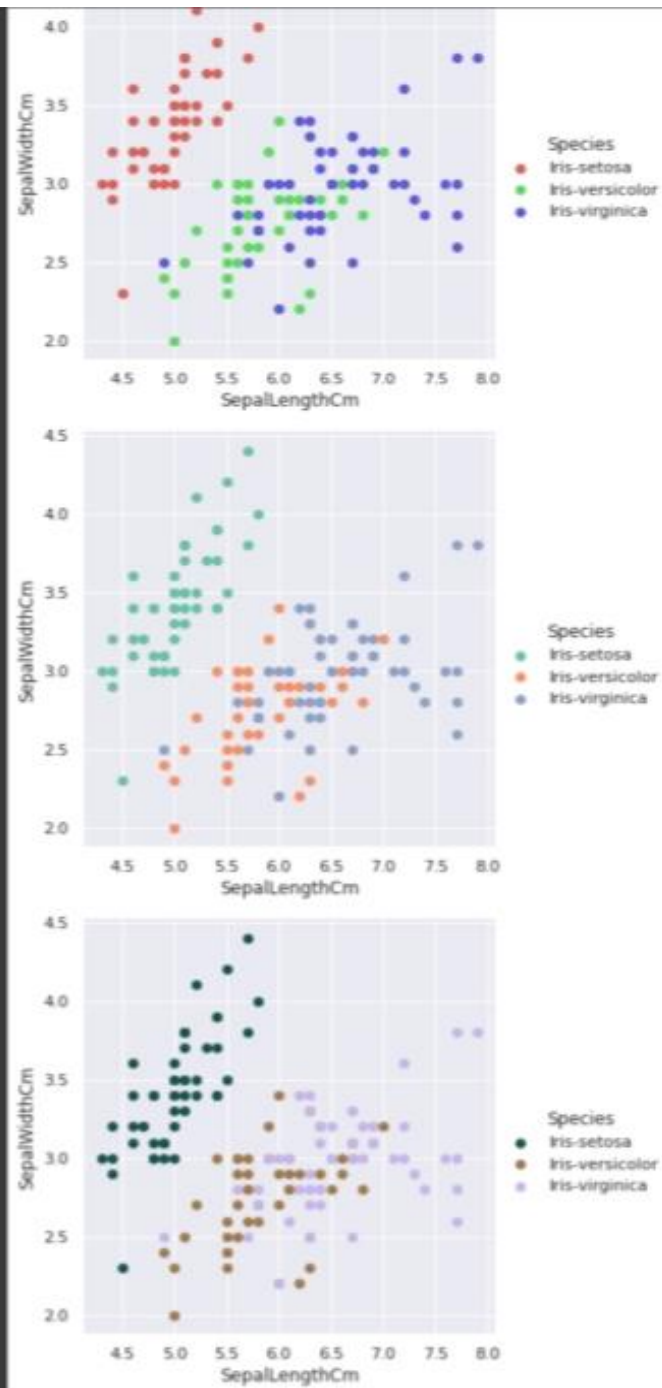 4.0
3.5
3.0
2.5
2.0
SepalWidthCm
4.5 5.0 5.5 6.0 6.5 7.0 7.5 8.0
SepalLengthCm
Species
Iris-setosa
Iris-versicolor
Iris-virginica
4.5
4.0
3.5
3.0
2.5
2.0
SepalWidthCm
4.5 5.0 5.5 6.0 6.5 7.0 7.5 8.0
SepalLengthCm
Species
Iris-setosa
Iris-versicolor
Iris-virginica
4.5
4.0
3.5
3.0
2.5
2.0
SepalWidthCm
4.5 5.0 5.5 6.0 6.5 7.0 7.5 8.0
SepalLengthCm
Species
Iris-setosa
Iris-versicolor
Iris-virginica